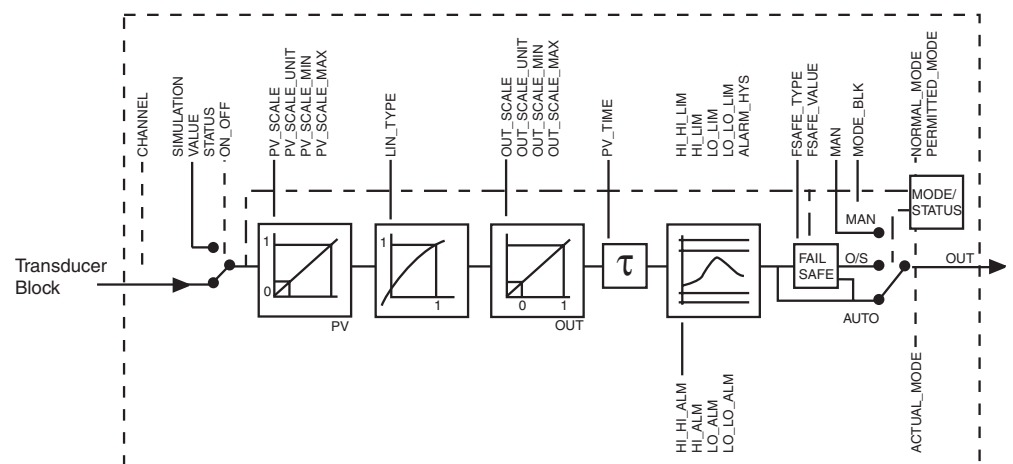 CHANNEL
SIMULATION
VALUE
STATUS
ON_OFF
PV_SCALE
PV_SCALE_UNIT
PV_SCALE_MIN
PV_SCALE_MAX
LIN_TYPE
OUT_SCALE
OUT_SCALE_UNIT
OUT_SCALE_MIN
OUT_SCALE_MAX
PV_TIME
HI_HI_LIM
HI_LIM
LO_LIM
LO_LO_LIM
ALARM_HYS
FSAFE_TYPE
FSAFE_VALUE
MAN
MODE_BLK
NORMAL_MODE
PERMITTED_MODE
Transducer
Block
1
0
PV
1
1
0
1
OUT
τ
FAIL
SAFE
MAN
O/S
AUTO
MODE/
STATUS
OUT
HI_HI_ALM
HI_ALM
LO_ALM
LO_LO_ALM
ACTUAL_MODE